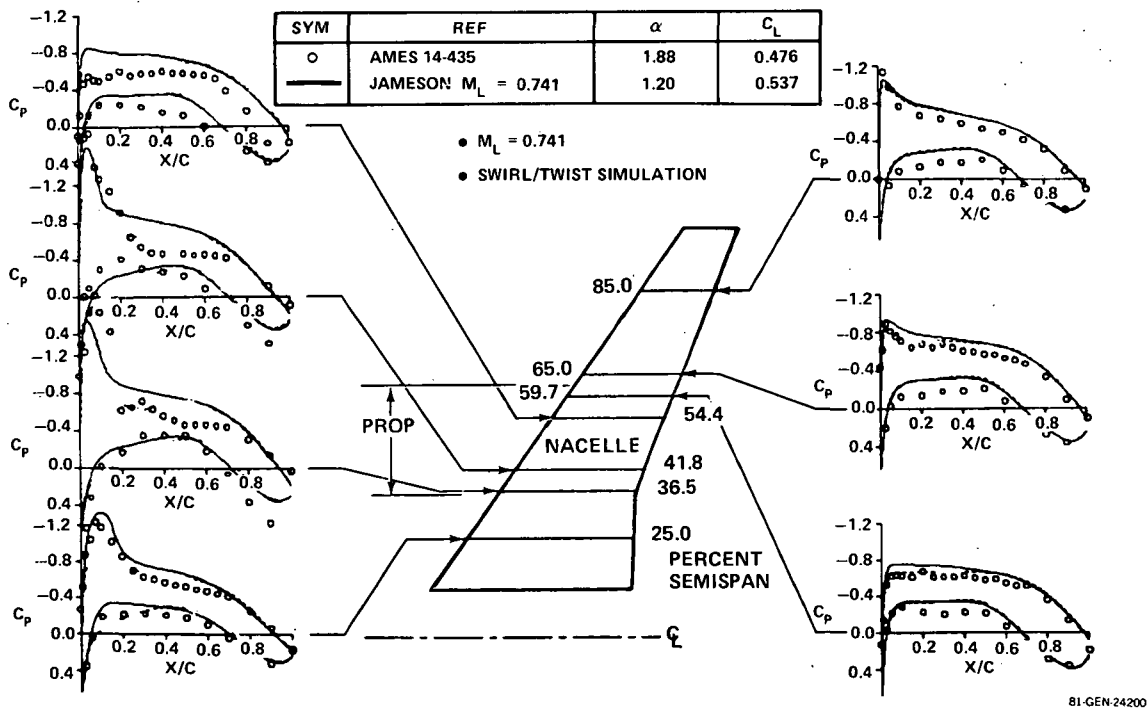 SYM REF α C_L
○ AMES 14-435 1.88 0.476
JAMESON M_L = 0.741 1.20 0.537
• M_L = 0.741
• SWIRL/TWIST SIMULATION
−1.2
−0.8
−0.4
C_P
0.0
0.2 0.4 0.6 0.8
X/C
0.4
−1.2
−0.8
−0.4
C_P
0.0
0.2 0.4 0.6 0.8
X/C
0.4
−1.2
−0.8
−0.4
C_P
0.0
0.2 0.4 0.6 0.8
X/C
0.4
−1.2
−0.8
−0.4
C_P
0.0
0.2 0.4 0.6 0.8
X/C
0.4
85.0
65.0
59.7
54.4
PROP
NACELLE
41.8
36.5
25.0
PERCENT
SEMISPAN
CL
−1.2
−0.8
−0.4
C_P
0.0
0.2 0.4 0.6 0.8
X/C
0.4
−1.2
−0.8
−0.4
C_P
0.0
0.2 0.4 0.6 0.8
X/C
0.4
−1.2
−0.8
−0.4
C_P
0.0
0.2 0.4 0.6 0.8
X/C
0.4
81-GEN-24200